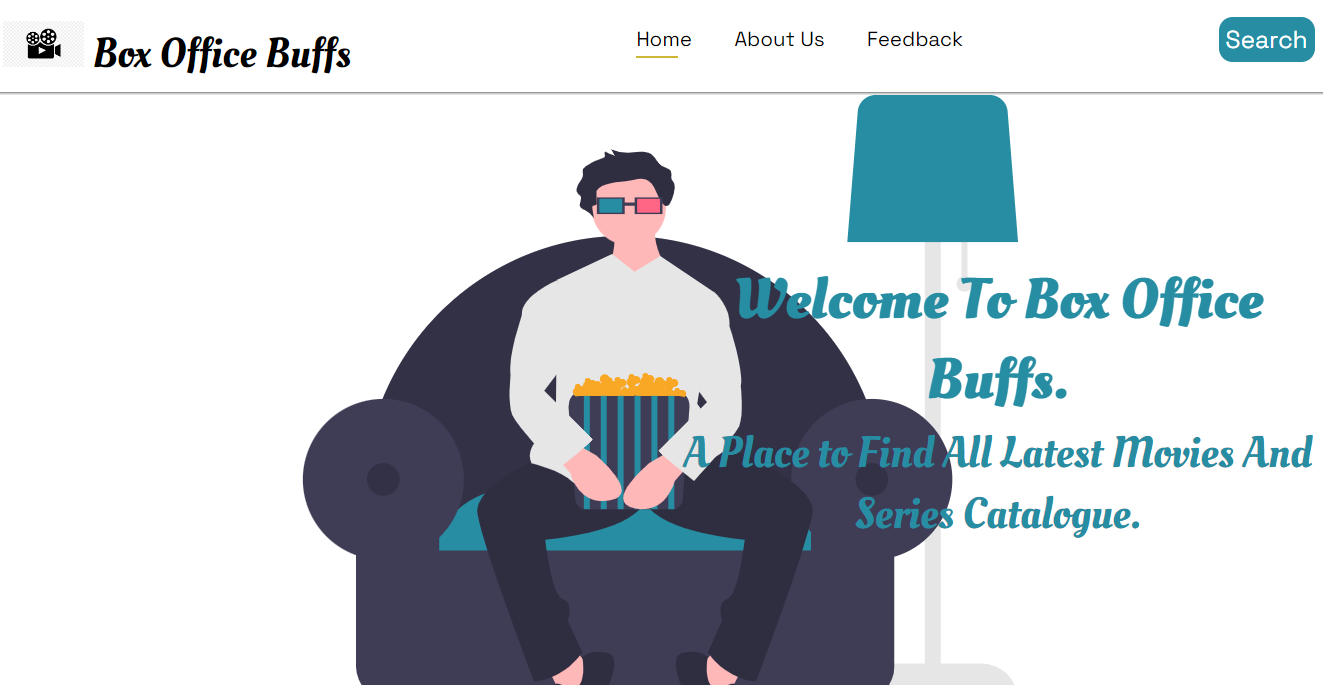 Box Office Buffs
Home About Us Feedback
Search
Welcome To Box Office
Buffs.
A Place to Find All Latest Movies And
Series Catalogue.